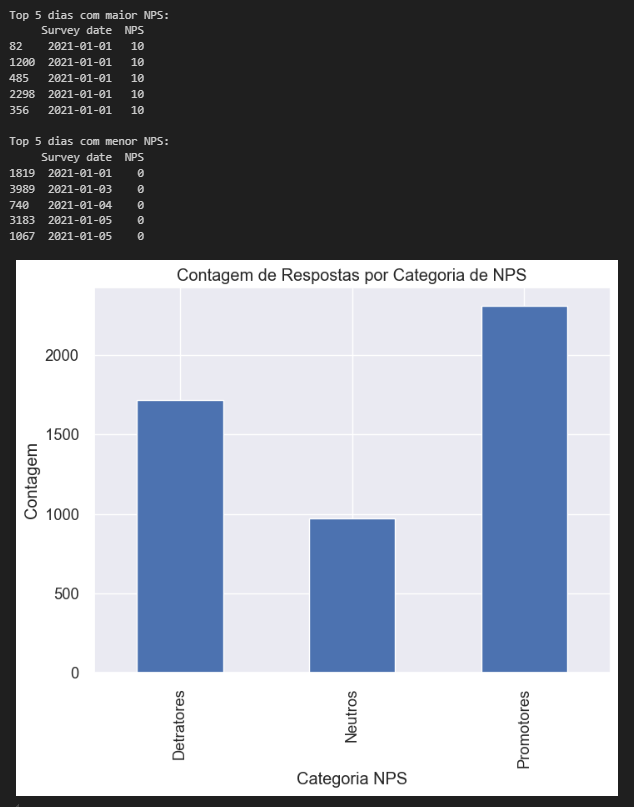 Top 5 dias com maior NPS:
Survey date NPS
82 2021-01-01 10
1200 2021-01-01 10
485 2021-01-01 10
2298 2021-01-01 10
356 2021-01-01 10
Top 5 dias com menor NPS:
Survey date NPS
1819 2021-01-01 0
3989 2021-01-03 0
740 2021-01-04 0
3183 2021-01-05 0
1067 2021-01-05 0
Contagem de Respostas por Categoria de NPS
Contagem
2000
1500
1000
500
0
Detratores
Neutros
Promotores
Categoria NPS